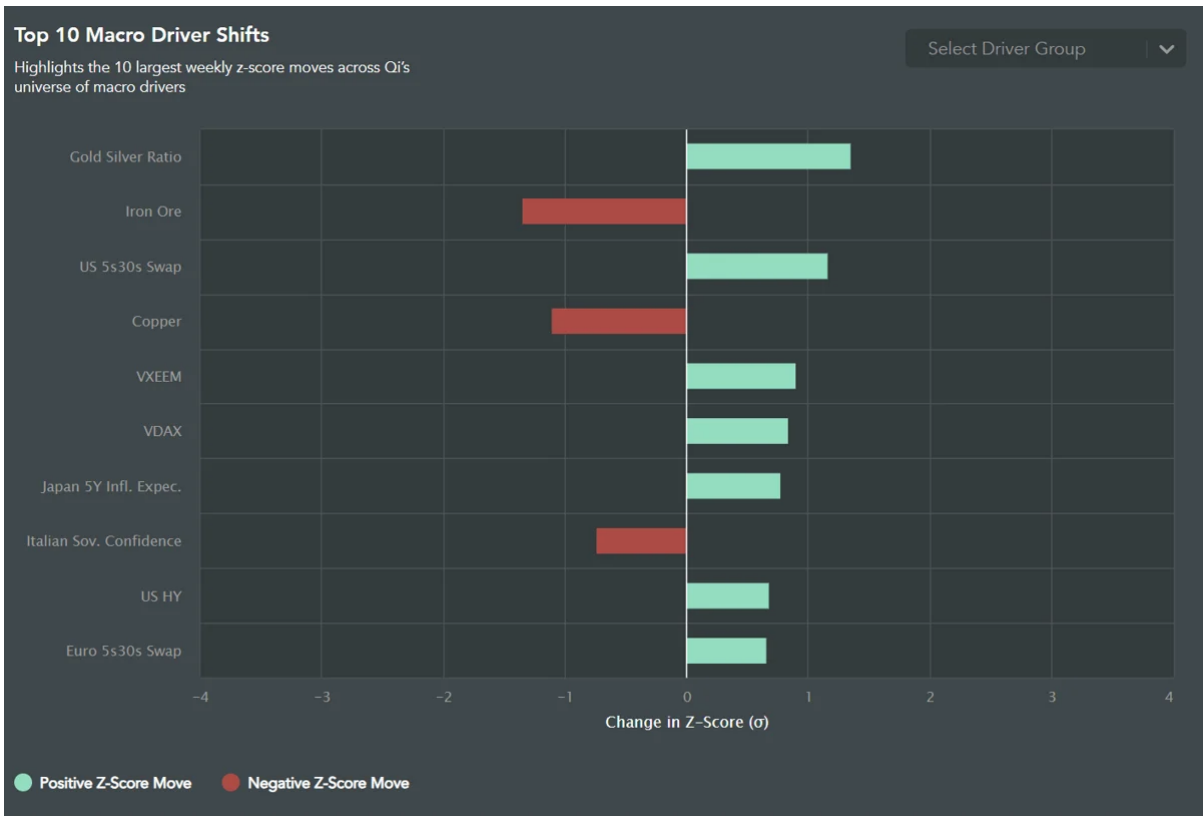 Top 10 Macro Driver Shifts
Select Driver Group
Highlights the 10 largest weekly z-score moves across Qi's
universe of macro drivers
Gold Silver Ratio
Iron Ore
US 5s30s Swap
Copper
VXEEM
VDAX
Japan 5Y Infl. Expec.
Italian Sov. Confidence
US HY
Euro 5s30s Swap
−4 −3 −2 −1 0 1 2 3 4
Change in Z-Score (σ)
Positive Z-Score Move Negative Z-Score Move